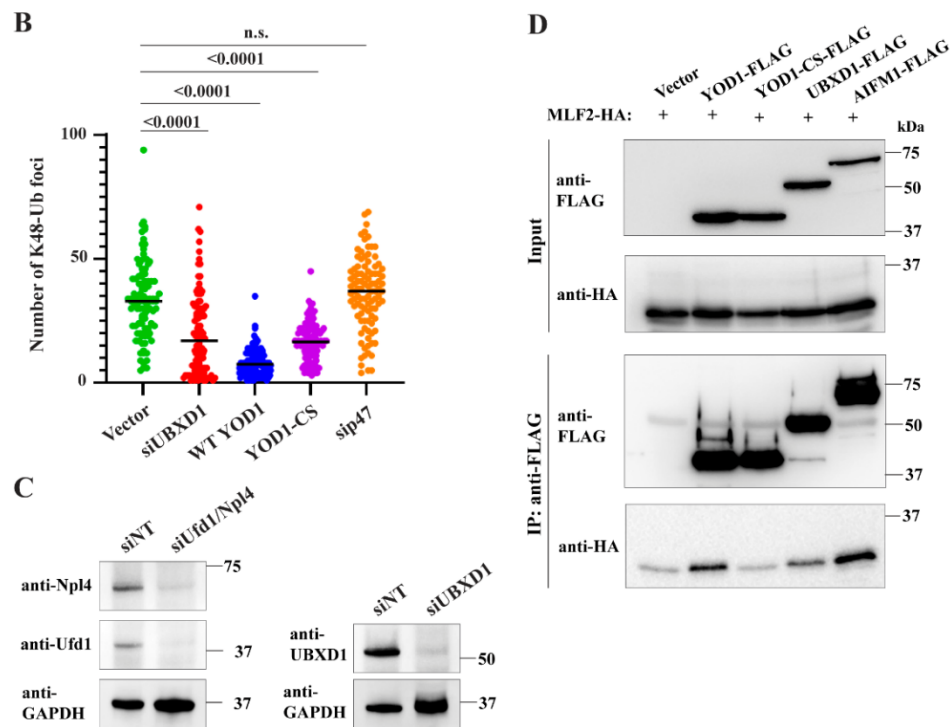 B
n.s.
<0.0001
<0.0001
<0.0001
Number of K48-Ub foci
100
50
0
Vector
siUBXD1
WT YOD1
YOD1-CS
sip47
C
siNT
siUfd1/Npl4
anti-Npl4
75
anti-Ufd1
37
anti-
GAPDH
37
siNT
siUBXD1
anti-
UBXD1
50
anti-
GAPDH
37
D
Vector
YOD1-FLAG
YOD1-CS-FLAG
UBXD1-FLAG
AIFM1-FLAG
MLF2-HA: + + + + +
kDa
Input
anti-
FLAG
75
50
37
anti-HA
37
IP: anti-FLAG
anti-
FLAG
75
50
37
anti-HA
37